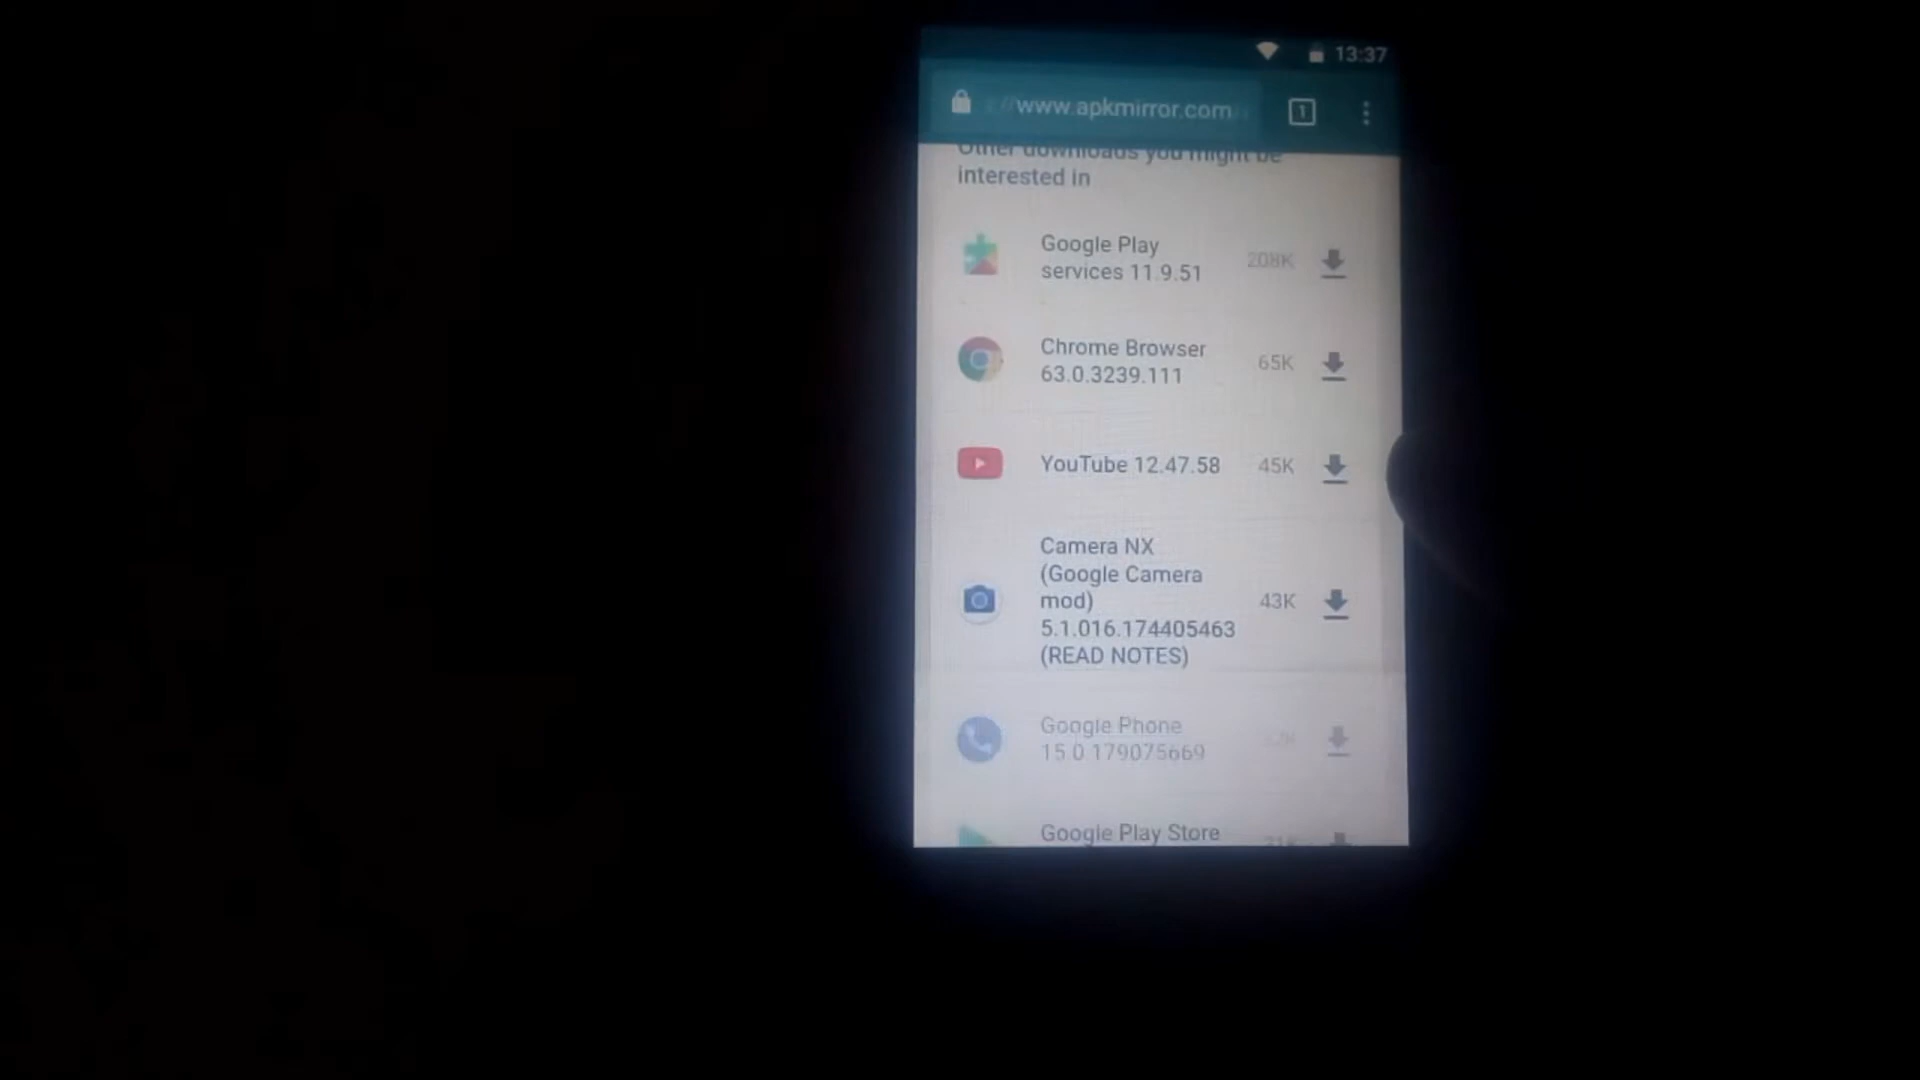 13:37
://www.apkmirror.com
1
Other downloads you might be
interested in
Google Play
services 11.9.51
208K
Chrome Browser
63.0.3239.111
65K
YouTube 12.47.58
45K
Camera NX
(Google Camera
mod)
5.1.016.174405463
(READ NOTES)
43K
Google Phone
15.0.179075669
Google Play Store